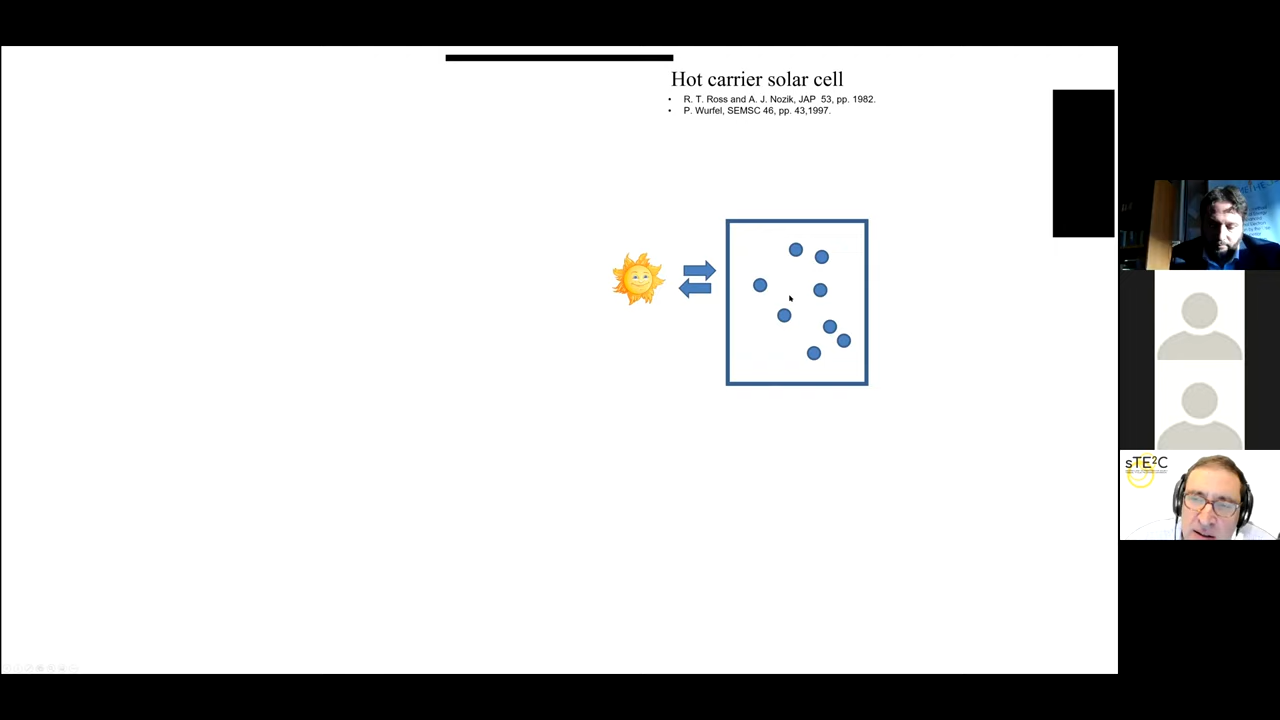 Hot carrier solar cell
• R. T. Ross and A. J. Nozik, JAP 53, pp. 1982.
• P. Wurfel, SEMSC 46, pp. 43,1997.
sTE²C